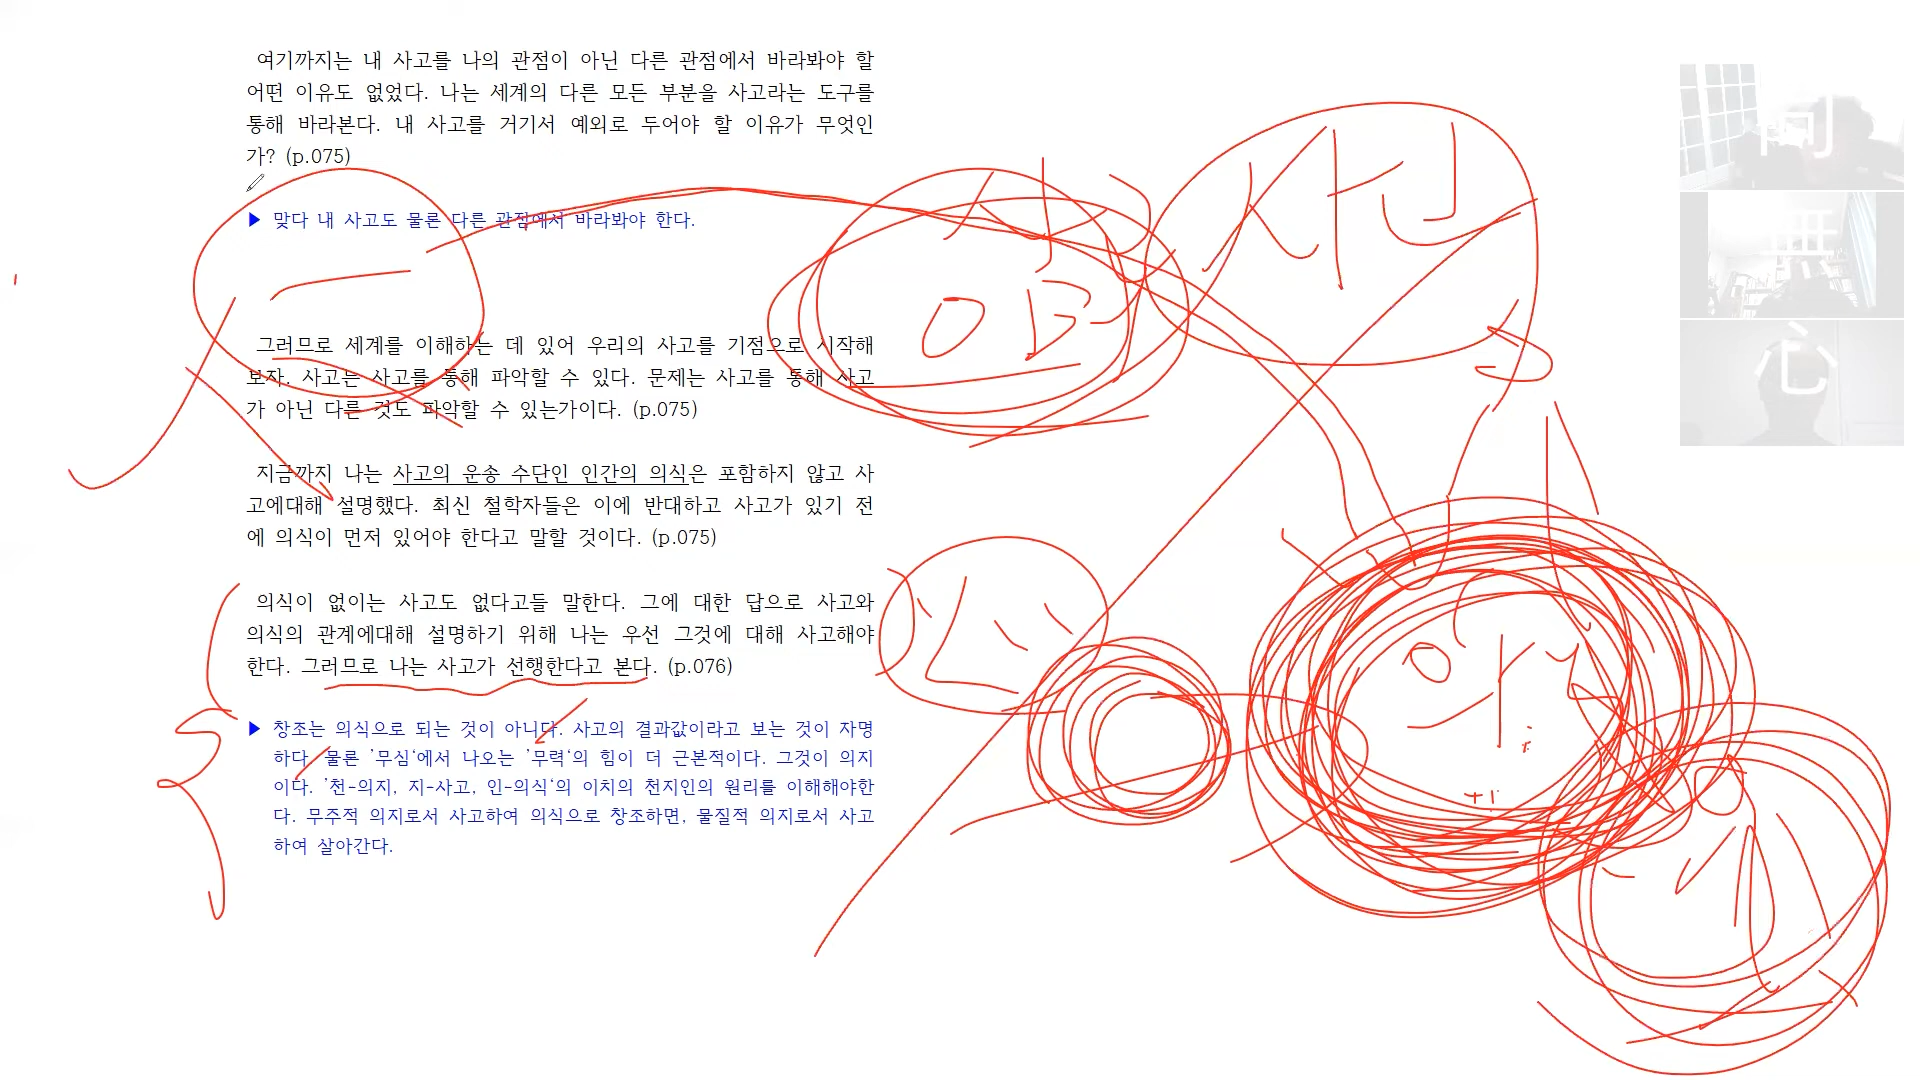 여기까지는 내 사고를 나의 관점이 아닌 다른 관점에서 바라봐야 할
어떤 이유도 없었다. 나는 세계의 다른 모든 부분을 사고라는 도구를
통해 바라본다. 내 사고를 거기서 예외로 두어야 할 이유가 무엇인
가? (p.075)
▶ 맞다 내 사고도 물론 다른 관점에서 바라봐야 한다.
그러므로 세계를 이해하는 데 있어 우리의 사고를 기점으로 시작해
보자. 사고는 사고를 통해 파악할 수 있다. 문제는 사고를 통해 사고
가 아닌 다른 것도 파악할 수 있는가이다. (p.075)
지금까지 나는 사고의 운송 수단인 인간의 의식은 포함하지 않고 사
고에대해 설명했다. 최신 철학자들은 이에 반대하고 사고가 있기 전
에 의식이 먼저 있어야 한다고 말할 것이다. (p.075)
의식이 없이는 사고도 없다고들 말한다. 그에 대한 답으로 사고와
의식의 관계에대해 설명하기 위해 나는 우선 그것에 대해 사고해야
한다. 그러므로 나는 사고가 선행한다고 본다. (p.076)
▶ 창조는 의식으로 되는 것이 아니다. 사고의 결과값이라고 보는 것이 자명
하다. 물론 '무심'에서 나오는 '무력'의 힘이 더 근본적이다. 그것이 의지
이다. '천-의지, 지-사고, 인-의식'의 이치의 천지인의 원리를 이해해야한
다. 무주적 의지로서 사고하여 의식으로 창조하면, 물질적 의지로서 사고
하여 살아간다.
問
無
心